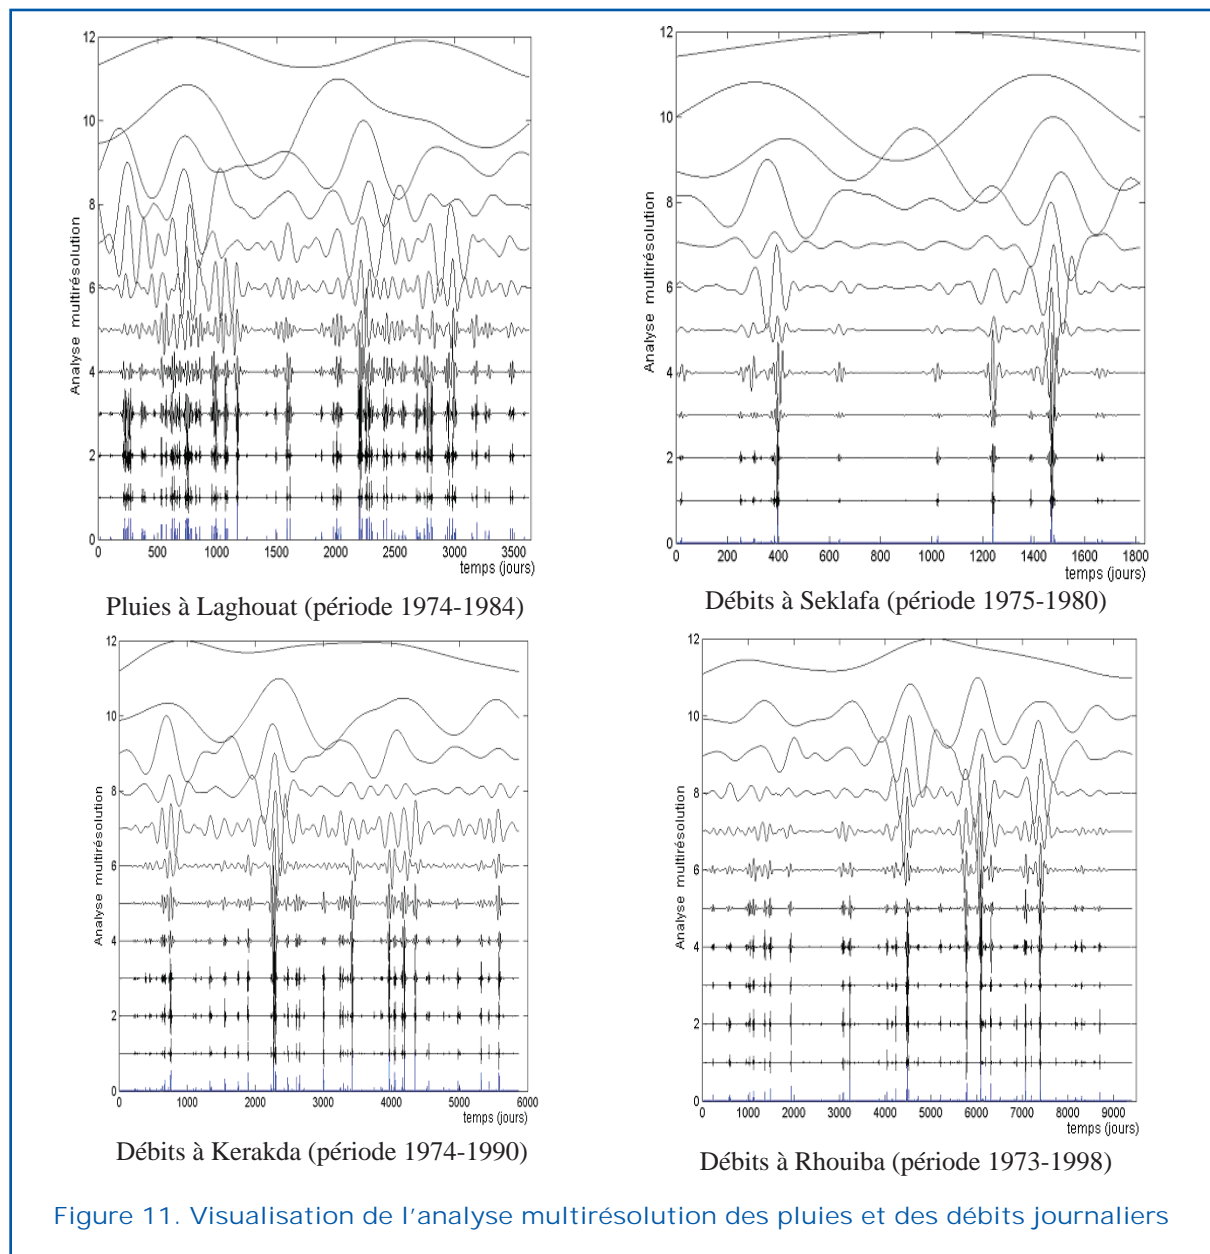 12
10
8
6
4
2
0
Analyse multirésolution
0 500 1000 1500 2000 2500 3000 3500
temps (jours)
Pluies à Laghouat (période 1974-1984)
12
10
8
6
4
2
0
Analyse multirésolution
0 200 400 600 800 1000 1200 1400 1600 1800
temps (jours)
Débits à Seklafa (période 1975-1980)
12
10
8
6
4
2
0
Analyse multirésolution
0 1000 2000 3000 4000 5000 6000
temps (jours)
Débits à Kerakda (période 1974-1990)
12
10
8
6
4
2
0
Analyse multirésolution
0 1000 2000 3000 4000 5000 6000 7000 8000 9000
temps (jours)
Débits à Rhouiba (période 1973-1998)
Figure 11. Visualisation de l'analyse multirésolution des pluies et des débits journaliers